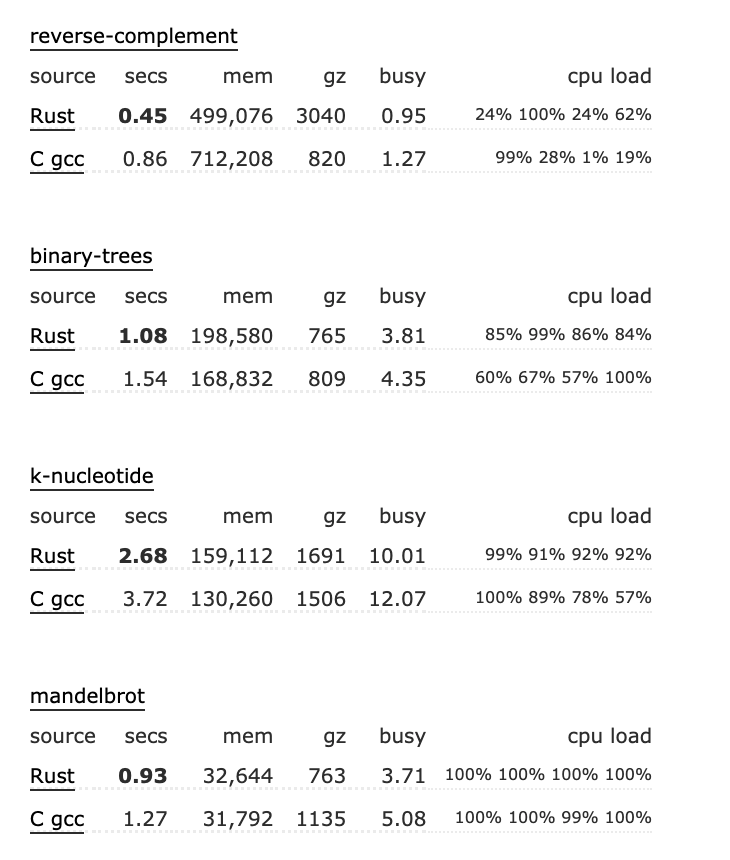 reverse-complement
source secs mem gz busy cpu load
Rust 0.45 499,076 3040 0.95 24% 100% 24% 62%
C gcc 0.86 712,208 820 1.27 99% 28% 1% 19%
binary-trees
source secs mem gz busy cpu load
Rust 1.08 198,580 765 3.81 85% 99% 86% 84%
C gcc 1.54 168,832 809 4.35 60% 67% 57% 100%
k-nucleotide
source secs mem gz busy cpu load
Rust 2.68 159,112 1691 10.01 99% 91% 92% 92%
C gcc 3.72 130,260 1506 12.07 100% 89% 78% 57%
mandelbrot
source secs mem gz busy cpu load
Rust 0.93 32,644 763 3.71 100% 100% 100% 100%
C gcc 1.27 31,792 1135 5.08 100% 100% 99% 100%